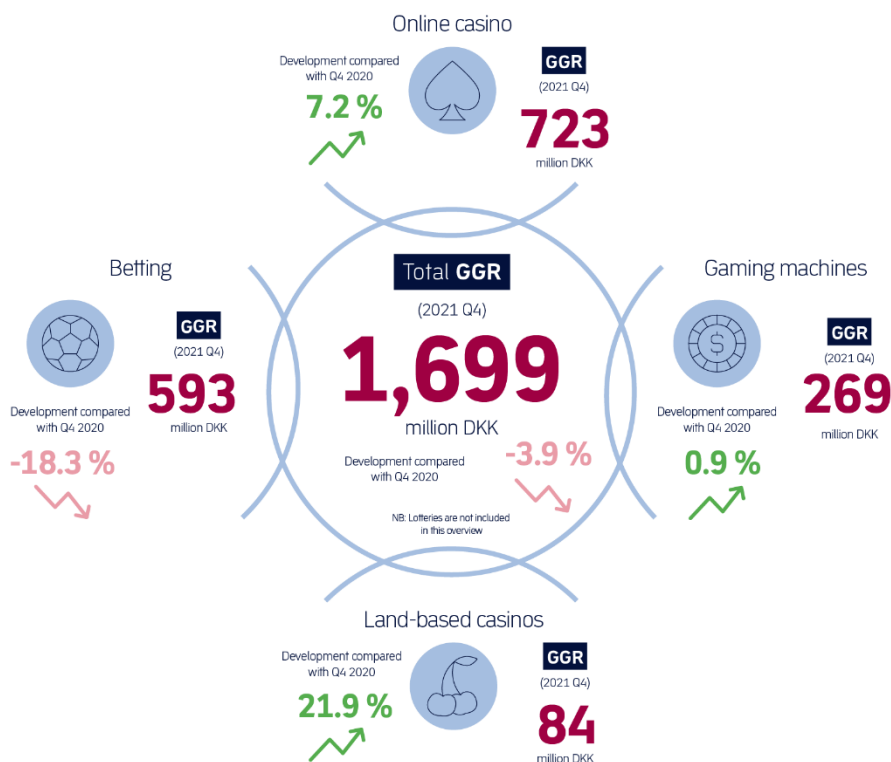 Online casino
Development compared
with Q4 2020
7.2 %
GGR
(2021 Q4)
723
million DKK
Betting
GGR
(2021 Q4)
593
million DKK
Development compared
with Q4 2020
-18.3 %
Total GGR
(2021 Q4)
1,699
million DKK
Development compared
with Q4 2020
-3.9 %
NB: Lotteries are not included
in this overview
Gaming machines
GGR
(2021 Q4)
269
million DKK
Development compared
with Q4 2020
0.9 %
$
Land-based casinos
Development compared
with Q4 2020
21.9 %
GGR
(2021 Q4)
84
million DKK